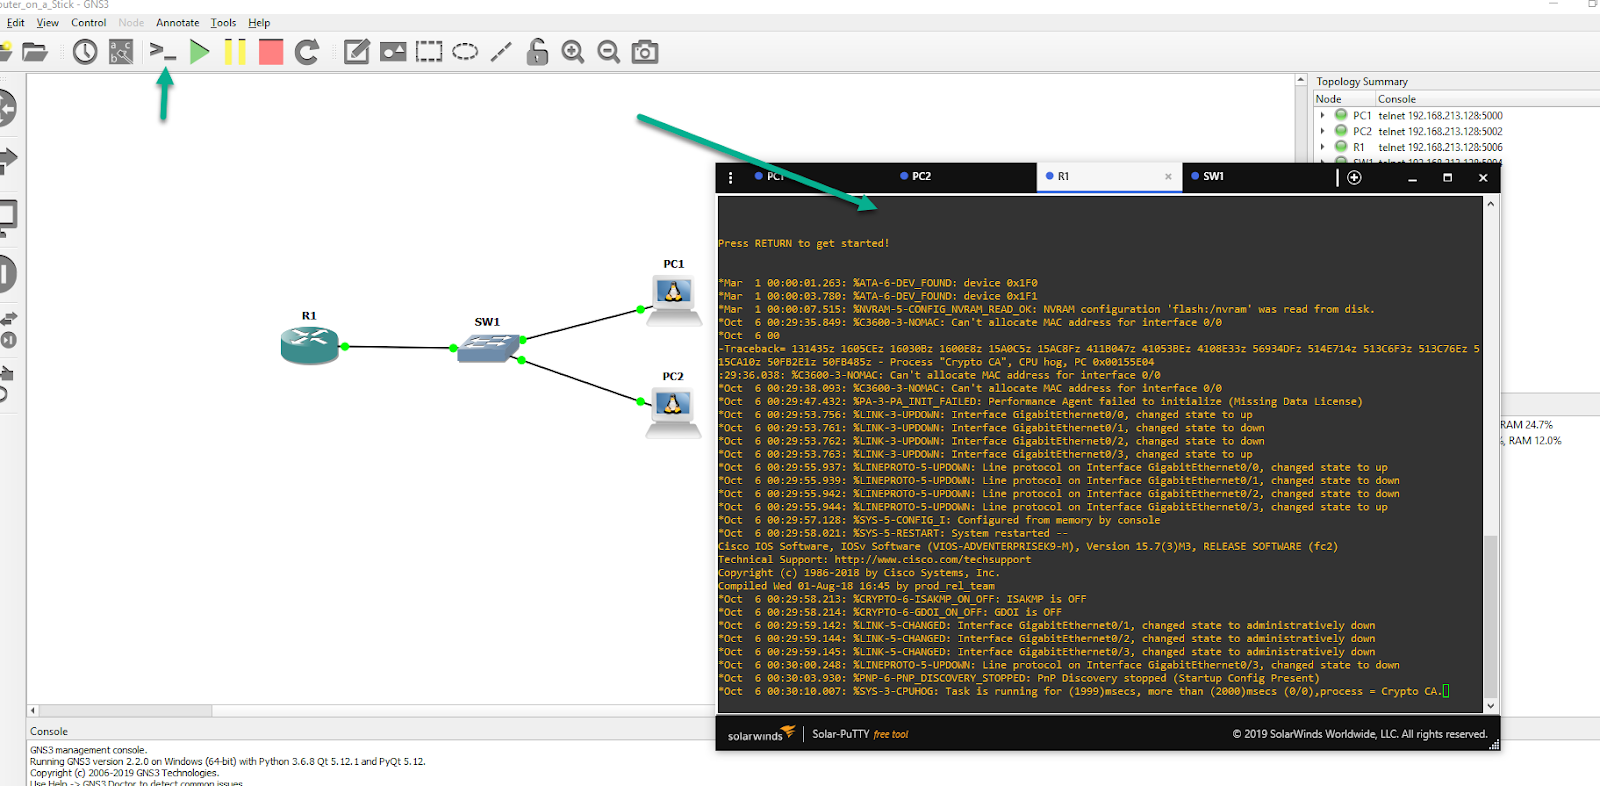 outer_on_a_Stick - GNS3
Edit View Control Node Annotate Tools Help
Topology Summary
Node Console
PC1 telnet 192.168.213.128:5000
PC2 telnet 192.168.213.128:5002
R1 telnet 192.168.213.128:5006
SW1 telnet 192.168.213.128:5004
PC1 PC2 R1 × SW1
Press RETURN to get started!
*Mar  1 00:00:01.263: %ATA-6-DEV_FOUND: device 0x1F0
*Mar  1 00:00:03.780: %ATA-6-DEV_FOUND: device 0x1F1
*Mar  1 00:00:07.515: %NVRAM-5-CONFIG_NVRAM_READ_OK: NVRAM configuration 'flash:/nvram' was read from disk.
*Oct  6 00:29:35.849: %C3600-3-NOMAC: Can't allocate MAC address for interface 0/0
*Oct  6 00
-Traceback= 131435z 1605CEz 16030Bz 1600E8z 15A0C5z 15AC8Fz 411B047z 41053BEz 4108E33z 56934DFz 514E714z 513C6F3z 513C76Ez 5
15CA10z 50FB2E1z 50FB485z - Process "Crypto CA", CPU hog, PC 0x00155E04
:29:36.038: %C3600-3-NOMAC: Can't allocate MAC address for interface 0/0
*Oct  6 00:29:38.093: %C3600-3-NOMAC: Can't allocate MAC address for interface 0/0
*Oct  6 00:29:47.432: %PA-3-PA_INIT_FAILED: Performance Agent failed to initialize (Missing Data License)
*Oct  6 00:29:53.756: %LINK-3-UPDOWN: Interface GigabitEthernet0/0, changed state to up
*Oct  6 00:29:53.761: %LINK-3-UPDOWN: Interface GigabitEthernet0/1, changed state to down
*Oct  6 00:29:53.762: %LINK-3-UPDOWN: Interface GigabitEthernet0/2, changed state to down
*Oct  6 00:29:53.763: %LINK-3-UPDOWN: Interface GigabitEthernet0/3, changed state to up
*Oct  6 00:29:55.937: %LINEPROTO-5-UPDOWN: Line protocol on Interface GigabitEthernet0/0, changed state to up
*Oct  6 00:29:55.939: %LINEPROTO-5-UPDOWN: Line protocol on Interface GigabitEthernet0/1, changed state to down
*Oct  6 00:29:55.942: %LINEPROTO-5-UPDOWN: Line protocol on Interface GigabitEthernet0/2, changed state to down
*Oct  6 00:29:55.944: %LINEPROTO-5-UPDOWN: Line protocol on Interface GigabitEthernet0/3, changed state to up
*Oct  6 00:29:57.128: %SYS-5-CONFIG_I: Configured from memory by console
*Oct  6 00:29:58.021: %SYS-5-RESTART: System restarted --
Cisco IOS Software, IOSv Software (VIOS-ADVENTERPRISEK9-M), Version 15.7(3)M3, RELEASE SOFTWARE (fc2)
Technical Support: http://www.cisco.com/techsupport
Copyright (c) 1986-2018 by Cisco Systems, Inc.
Compiled Wed 01-Aug-18 16:45 by prod_rel_team
*Oct  6 00:29:58.213: %CRYPTO-6-ISAKMP_ON_OFF: ISAKMP is OFF
*Oct  6 00:29:58.214: %CRYPTO-6-GDOI_ON_OFF: GDOI is OFF
*Oct  6 00:29:59.142: %LINK-5-CHANGED: Interface GigabitEthernet0/1, changed state to administratively down
*Oct  6 00:29:59.144: %LINK-5-CHANGED: Interface GigabitEthernet0/2, changed state to administratively down
*Oct  6 00:29:59.145: %LINK-5-CHANGED: Interface GigabitEthernet0/3, changed state to administratively down
*Oct  6 00:30:00.248: %LINEPROTO-5-UPDOWN: Line protocol on Interface GigabitEthernet0/3, changed state to down
*Oct  6 00:30:03.930: %PNP-6-PNP_DISCOVERY_STOPPED: PnP Discovery stopped (Startup Config Present)
*Oct  6 00:30:10.007: %SYS-3-CPUHOG: Task is running for (1999)msecs, more than (2000)msecs (0/0),process = Crypto CA.
solarwinds Solar-PuTTY free tool © 2019 SolarWinds Worldwide, LLC. All rights reserved.
RAM 24.7%
%, RAM 12.0%
PC1
R1
SW1
PC2
Console
GNS3 management console.
Running GNS3 version 2.2.0 on Windows (64-bit) with Python 3.6.8 Qt 5.12.1 and PyQt 5.12.
Copyright (c) 2006-2019 GNS3 Technologies.
Use Help -> GNS3 Doctor to detect common issues.